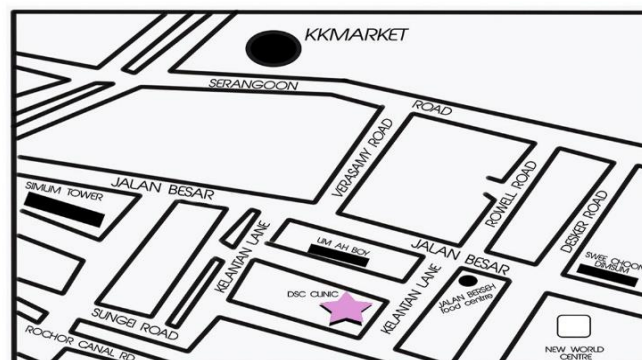 KKMARKET
SERANGOON
ROAD
VERASAMY ROAD
ROWELL ROAD
DESKER ROAD
JALAN BESAR
SIMLIM TOWER
KELANTAN LANE
LIM AH BOY
JALAN BESAR
SWEE CHOON
DIMSUM
DSC CLINIC
KELANTAN LANE
JALAN BERSEH
food centre
SUNGEI ROAD
ROCHOR CANAL RD
NEW WORLD
CENTRE